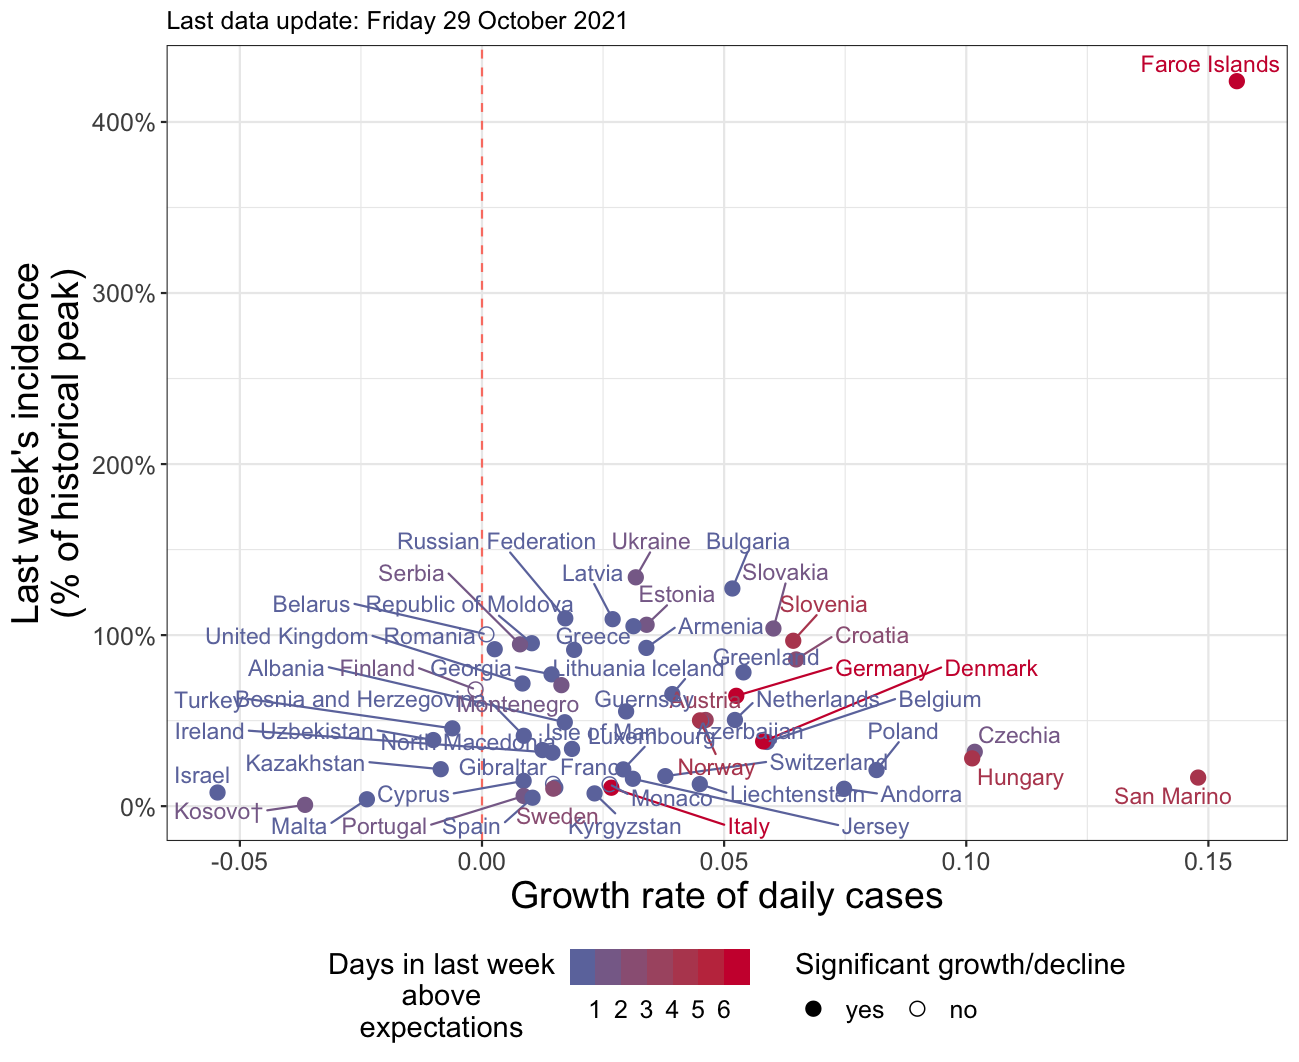 Last data update: Friday 29 October 2021
Last week's incidence
(% of historical peak)
400%
300%
200%
100%
0%
Faroe Islands
Russian Federation
Ukraine
Bulgaria
Serbia
Latvia
Slovakia
Estonia
Belarus
Republic of Moldova
Slovenia
United Kingdom
Romania
Greece
Armenia
Croatia
Albania
Finland
Georgia
Lithuania
Iceland
Greenland
Germany
Denmark
Turkey
Bosnia and Herzegovina
Montenegro
Guernsey
Austria
Netherlands
Belgium
Ireland
Uzbekistan
North Macedonia
Isle of Man
Luxembourg
Azerbaijan
Poland
Czechia
Kazakhstan
Gibraltar
France
Norway
Switzerland
Israel
Hungary
Cyprus
Monaco
Liechtenstein
Andorra
San Marino
Kosovo†
Malta
Portugal
Spain
Sweden
Kyrgyzstan
Italy
Jersey
-0.05
0.00
0.05
0.10
0.15
Growth rate of daily cases
Days in last week
above
expectations
1 2 3 4 5 6
Significant growth/decline
yes
no